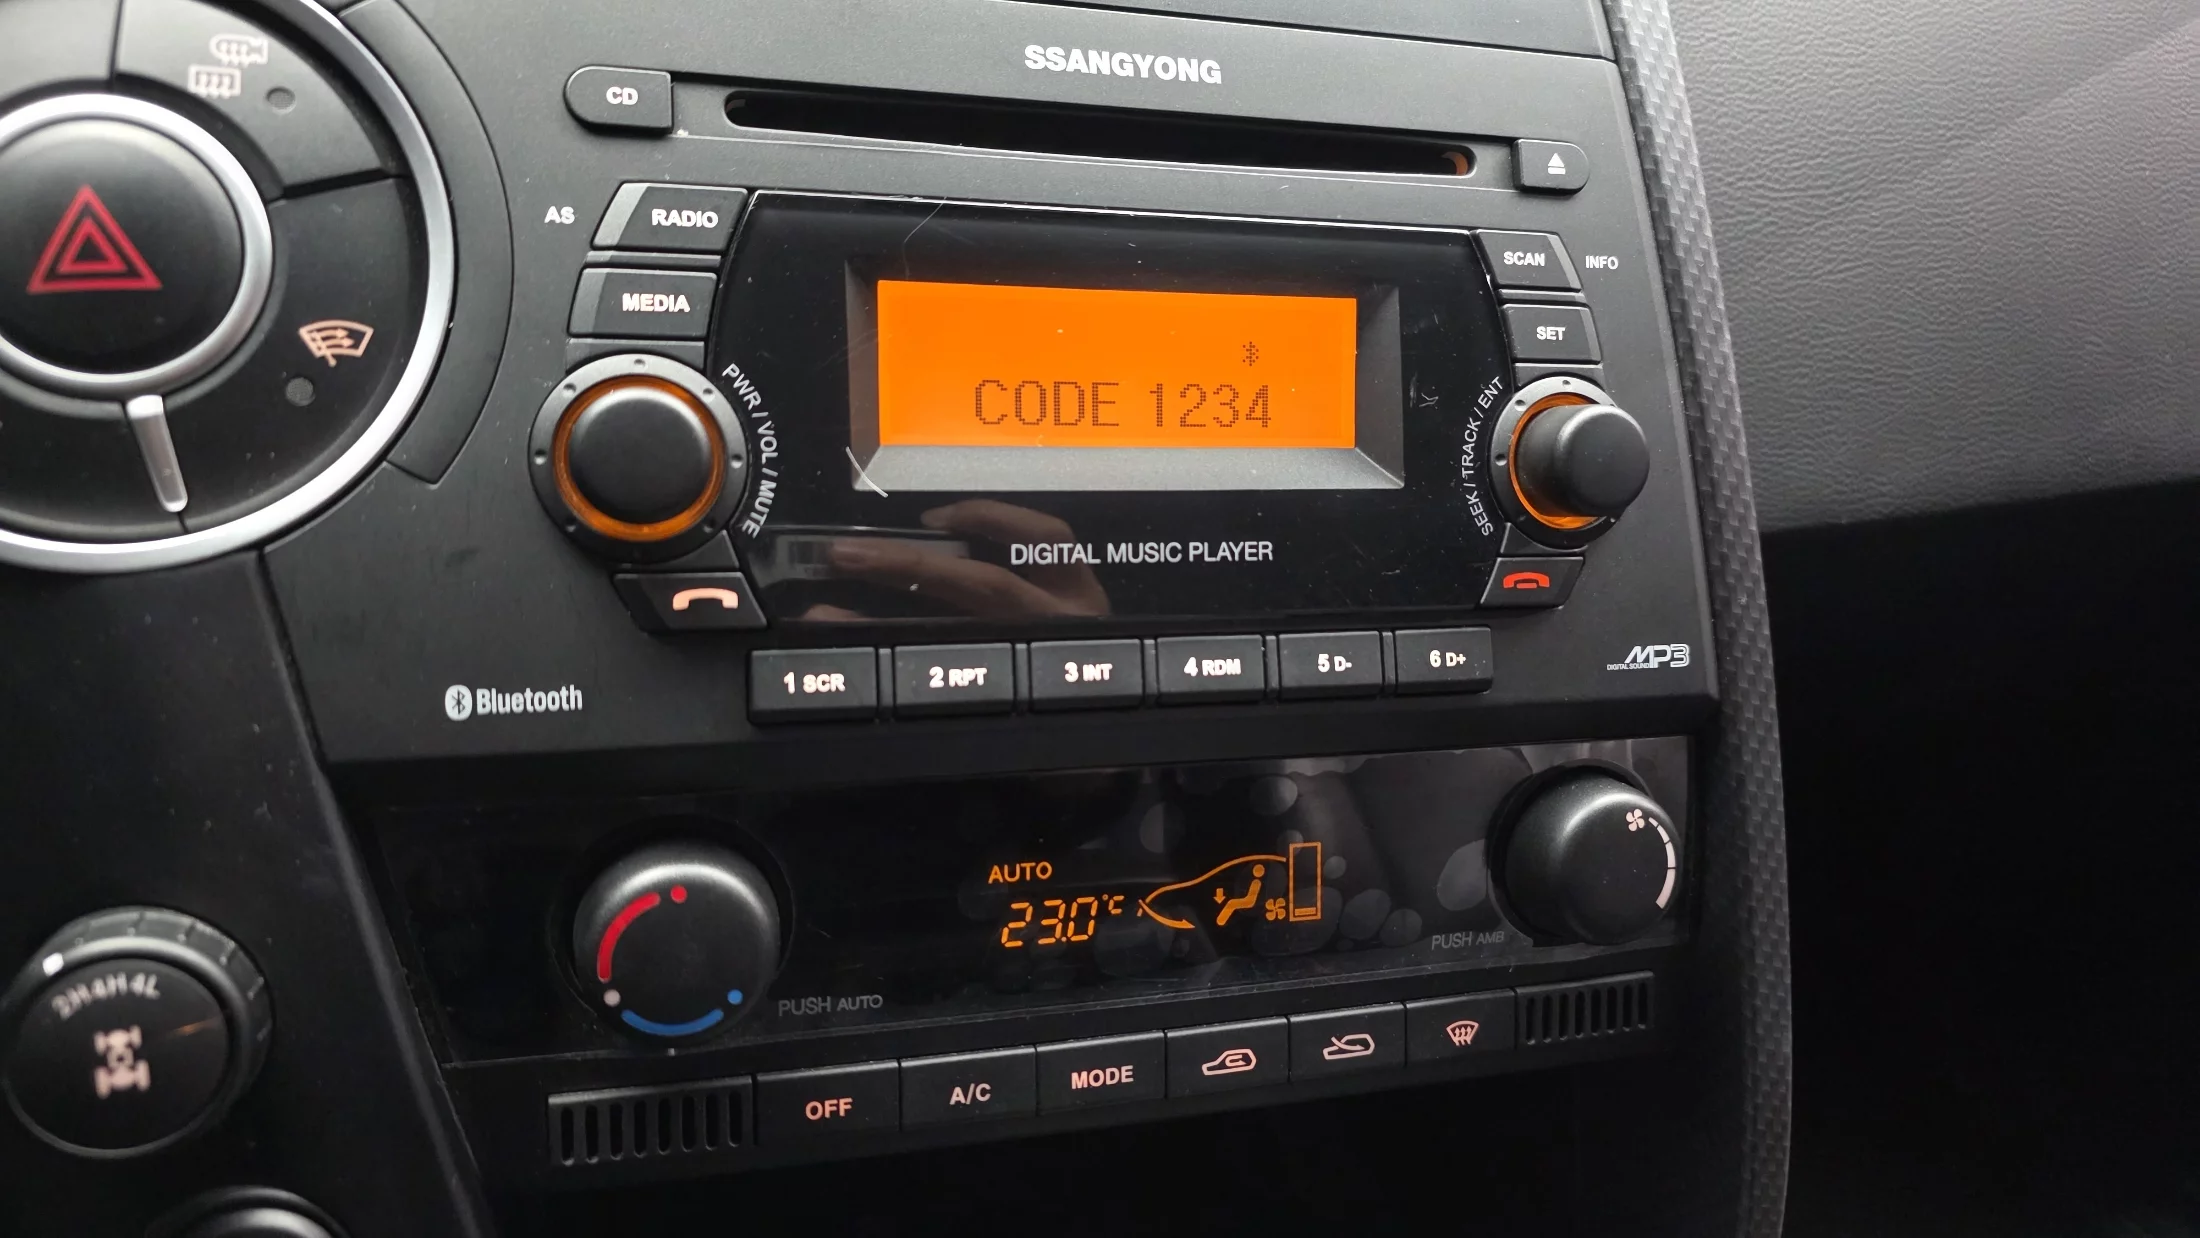 SSANGYONG
CD
AS
RADIO
SCAN
INFO
MEDIA
SET
PWR / VOL / MUTE
CODE 1234
SEEK / TRACK / ENT
DIGITAL MUSIC PLAYER
Bluetooth
1 SCR
2 RPT
3 INT
4 RDM
5 D-
6 D+
MP3
DIGITAL SOUND
AUTO
23.0°C
PUSH AUTO
PUSH AMB
2H 4H 4L
OFF
A/C
MODE